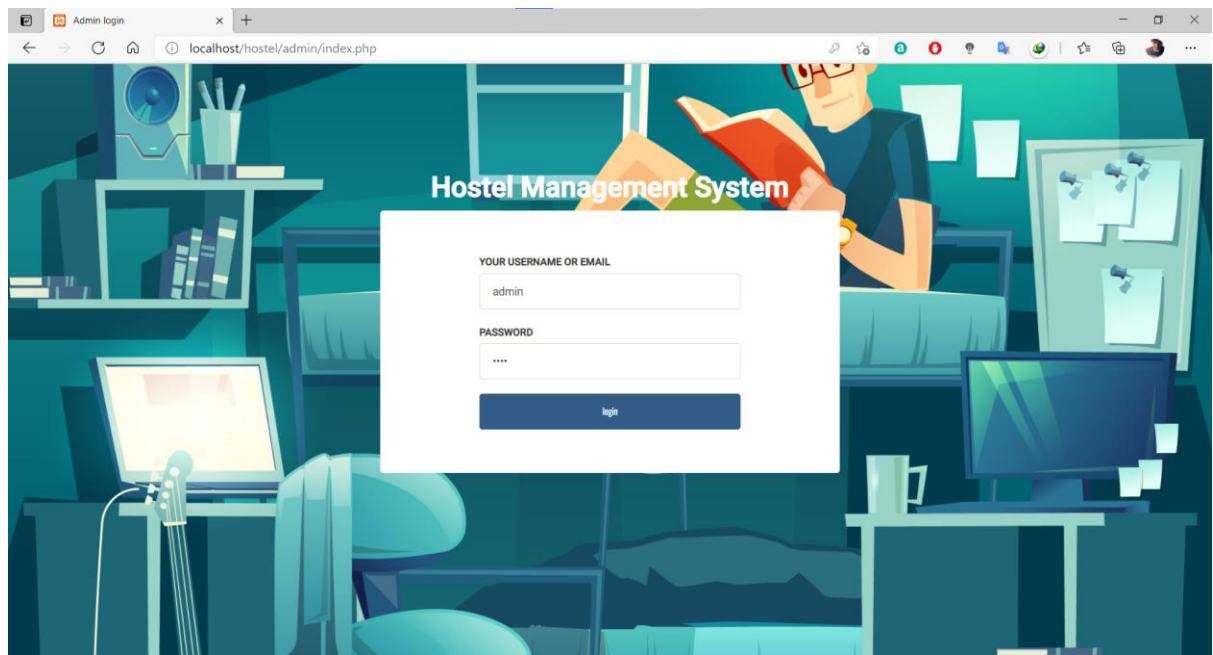 Admin login
localhost/hostel/admin/index.php
Hostel Management System
YOUR USERNAME OR EMAIL
admin
PASSWORD
••••
login